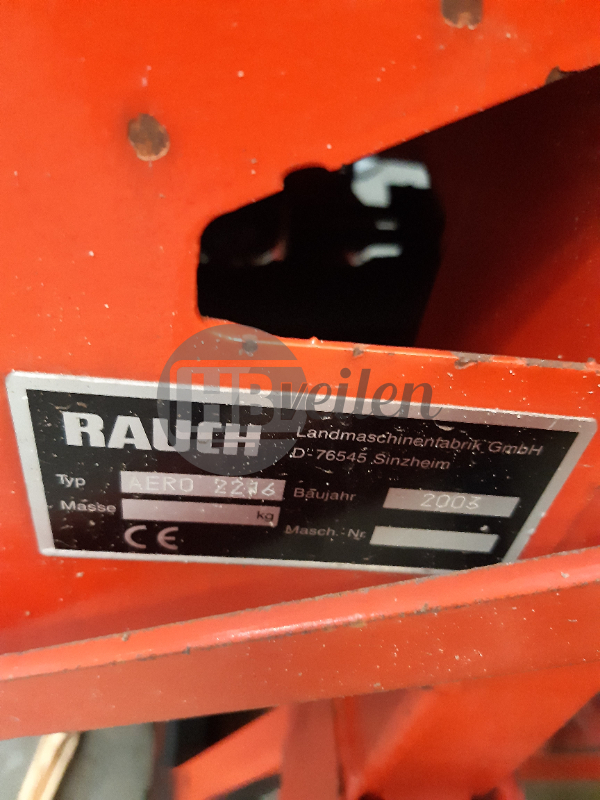 HBveilen
RAUCH
Landmaschinenfabrik GmbH
D-76545 Sinzheim
Typ AERO 2216 Baujahr 2003
Masse kg Masch.-Nr.
CE